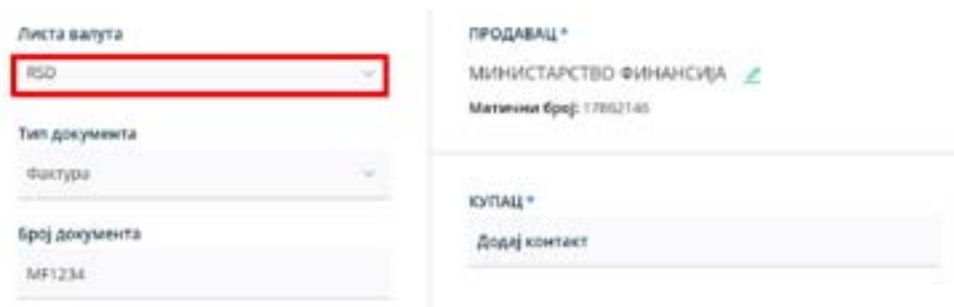 Листа валута
RSD
Тип документа
Фактура
Број документа
MF1234
ПРОДАВАЦ *
МИНИСТАРСТВО ФИНАНСИЈА
Матични број: 17862146
КУПАЦ *
Додај контакт